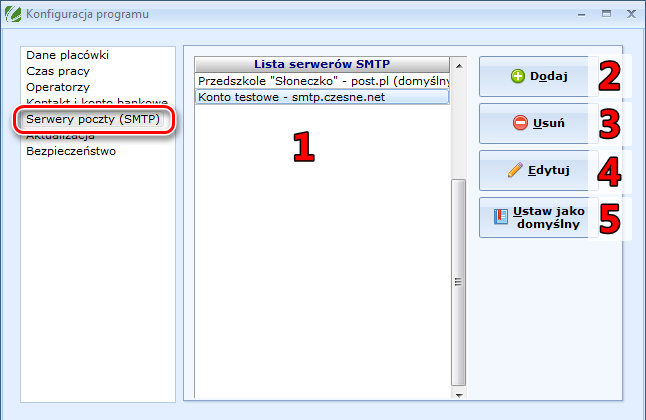 Konfiguracja programu
Dane placówki
Czas pracy
Operatorzy
Kontakt i konto bankowe
Serwery poczty (SMTP)
Aktualizacja
Bezpieczeństwo
Lista serwerów SMTP
Przedszkole "Słoneczko" - post.pl (domyślny
Konto testowe - smtp.czesne.net
1
Dodaj
2
Usuń
3
Edytuj
4
Ustaw jako
domyślny
5